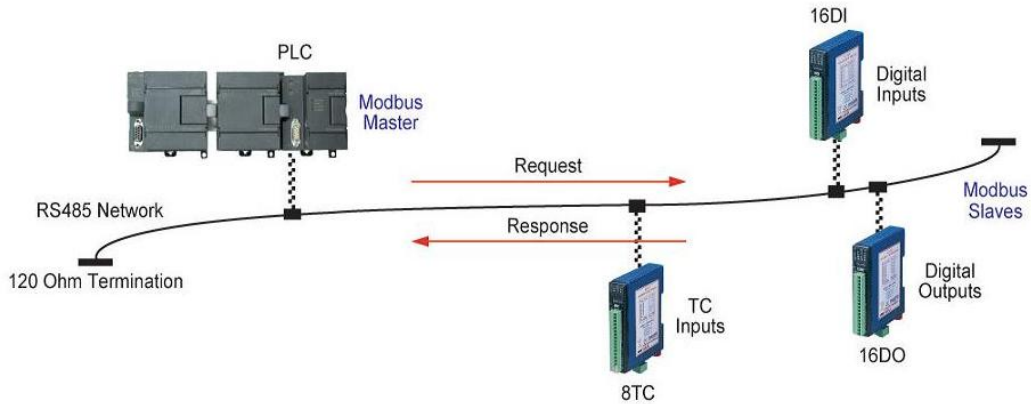 16DI
PLC
Digital
Inputs
Modbus
Master
Request
Modbus
Slaves
RS485 Network
Response
120 Ohm Termination
TC
Inputs
Digital
Outputs
16DO
8TC